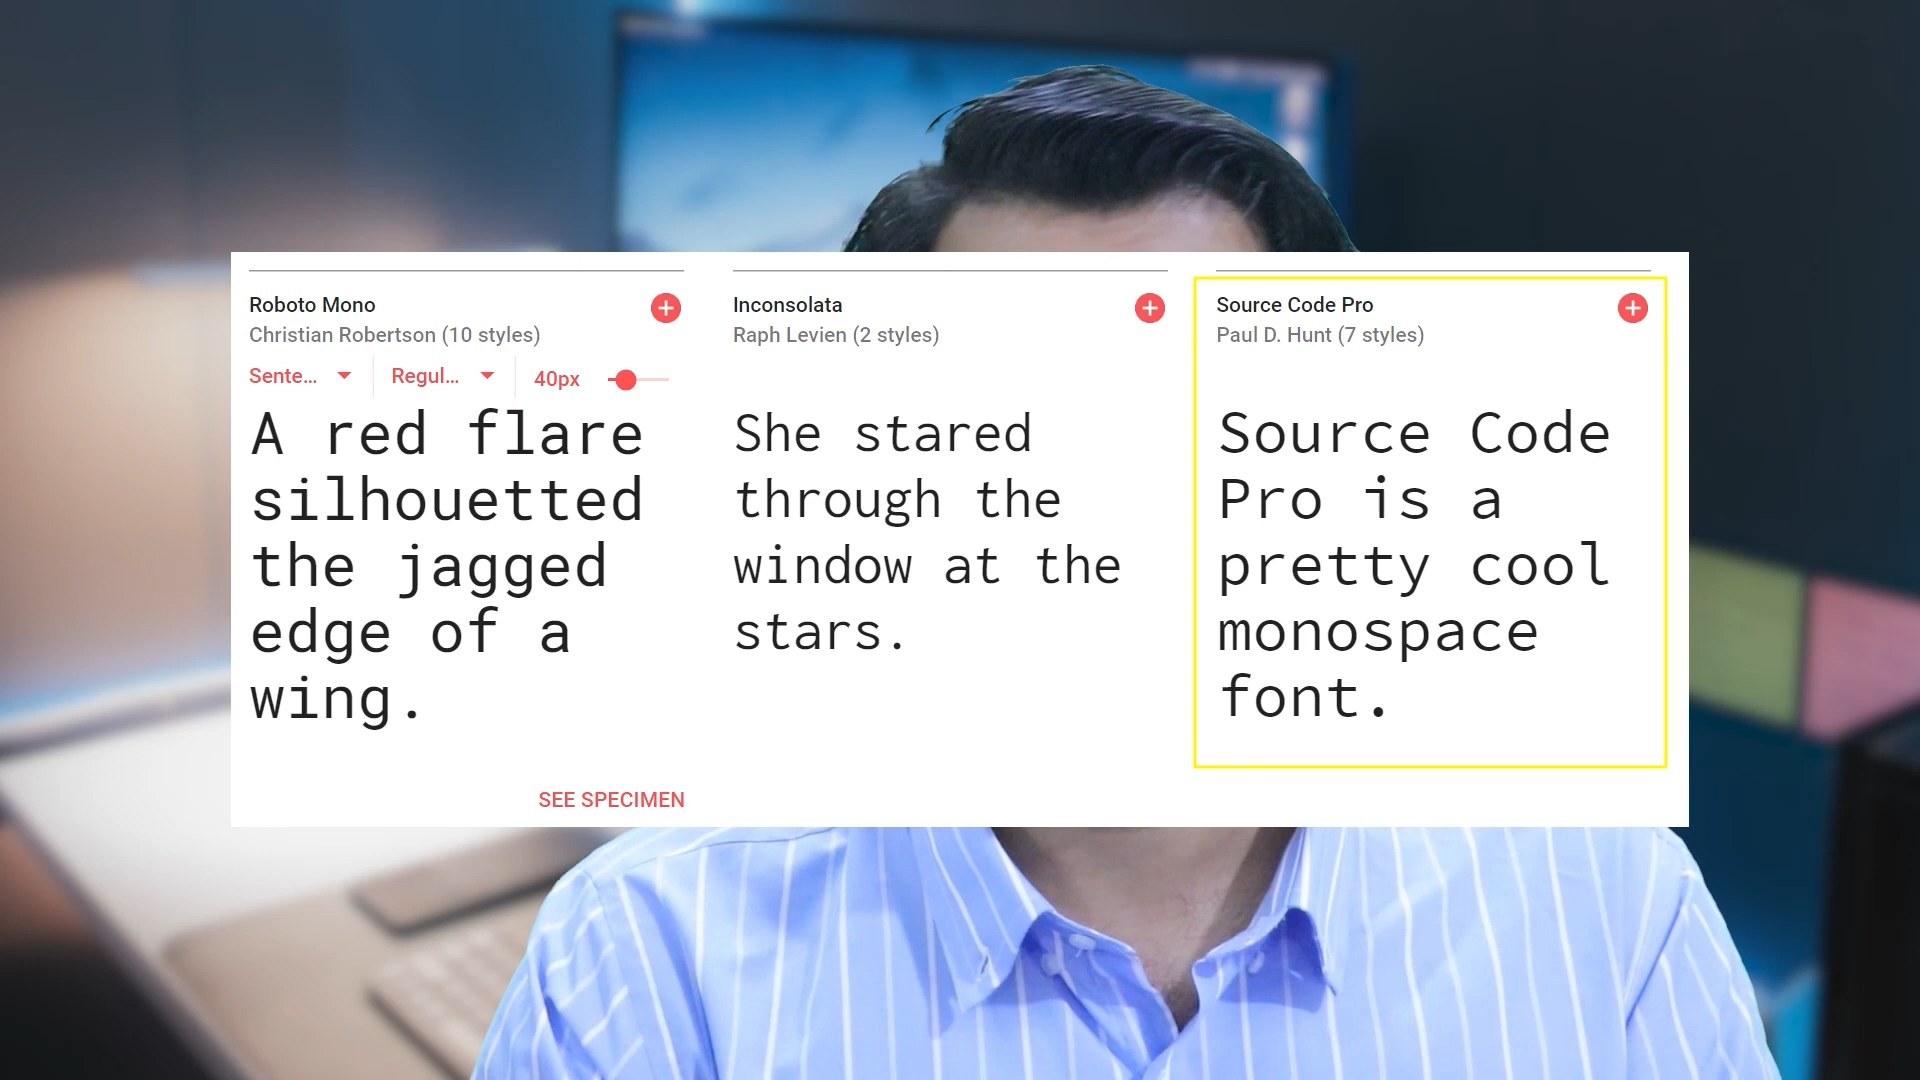 Roboto Mono
Christian Robertson (10 styles)
Sente...
Regul...
40px
A red flare
silhouetted
the jagged
edge of a
wing.
SEE SPECIMEN
Inconsolata
Raph Levien (2 styles)
She stared
through the
window at the
stars.
Source Code Pro
Paul D. Hunt (7 styles)
Source Code
Pro is a
pretty cool
monospace
font.